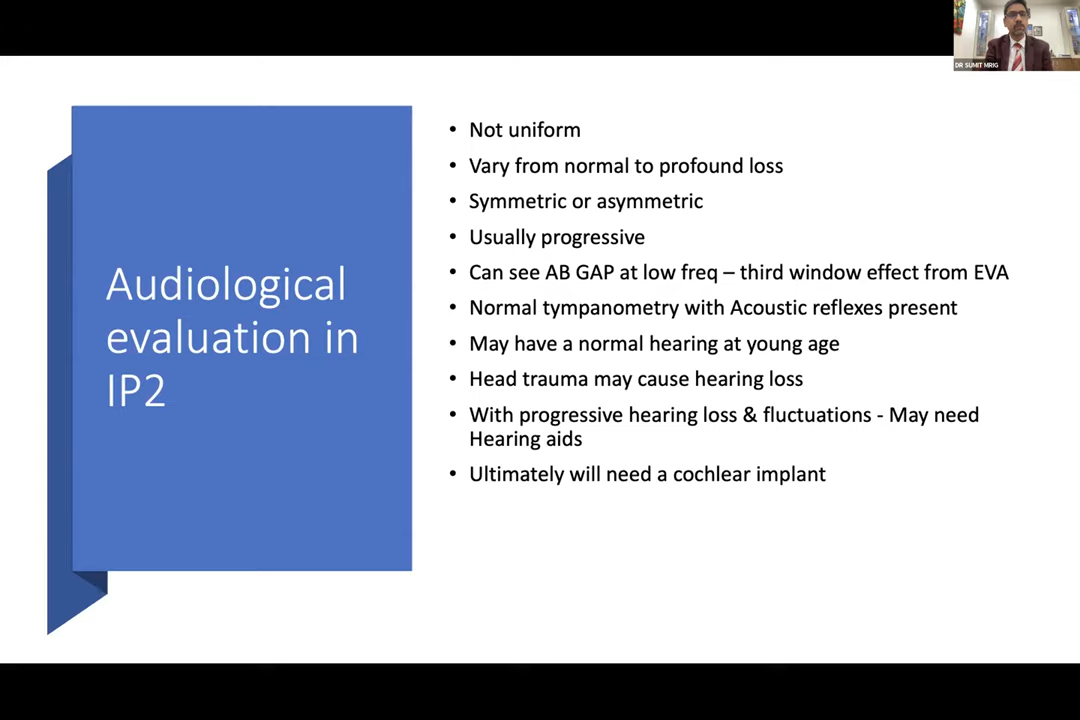 DR SUMIT MRIG
Audiological
evaluation in
IP2
• Not uniform
• Vary from normal to profound loss
• Symmetric or asymmetric
• Usually progressive
• Can see AB GAP at low freq – third window effect from EVA
• Normal tympanometry with Acoustic reflexes present
• May have a normal hearing at young age
• Head trauma may cause hearing loss
• With progressive hearing loss & fluctuations - May need
Hearing aids
• Ultimately will need a cochlear implant